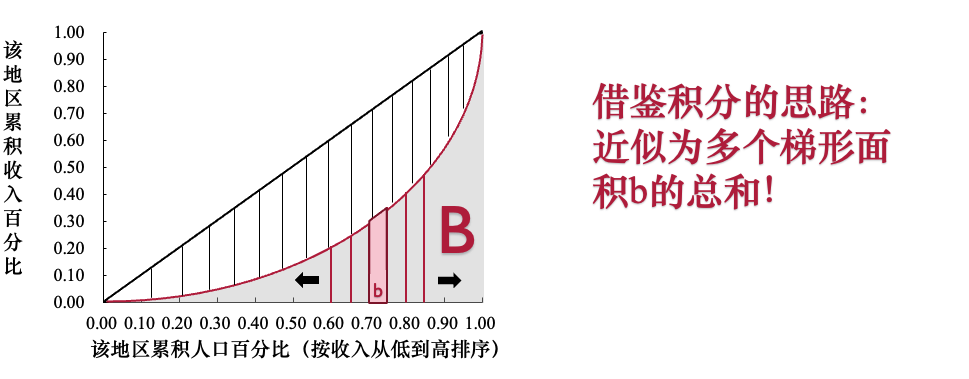 该地区累积收入百分比
1.00
0.90
0.80
0.70
0.60
0.50
0.40
0.30
0.20
0.10
0.00
B
b
0.00 0.10 0.20 0.30 0.40 0.50 0.60 0.70 0.80 0.90 1.00
该地区累积人口百分比（按收入从低到高排序）
借鉴积分的思路：
近似为多个梯形面
积b的总和！